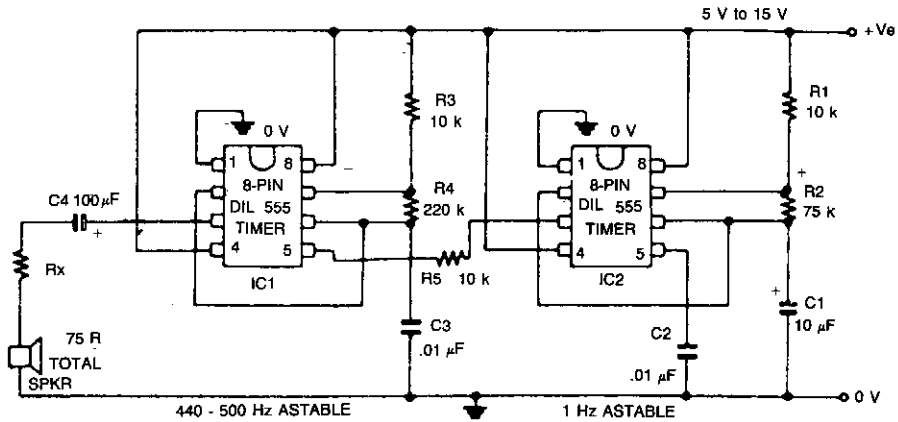 5 V to 15 V
+ Ve
R3
10 k
R1
10 k
0 V
0 V
1
8
8-PIN
DIL 555
TIMER
4
5
IC1
R4
220 k
1
8
8-PIN
DIL 555
TIMER
4
5
IC2
+
R2
75 k
C4 100 μF
+
Rx
R5 10 k
75 R
TOTAL
SPKR
C3
.01 μF
C2
.01 μF
+
C1
10 μF
440 - 500 Hz ASTABLE
1 Hz ASTABLE
0 V